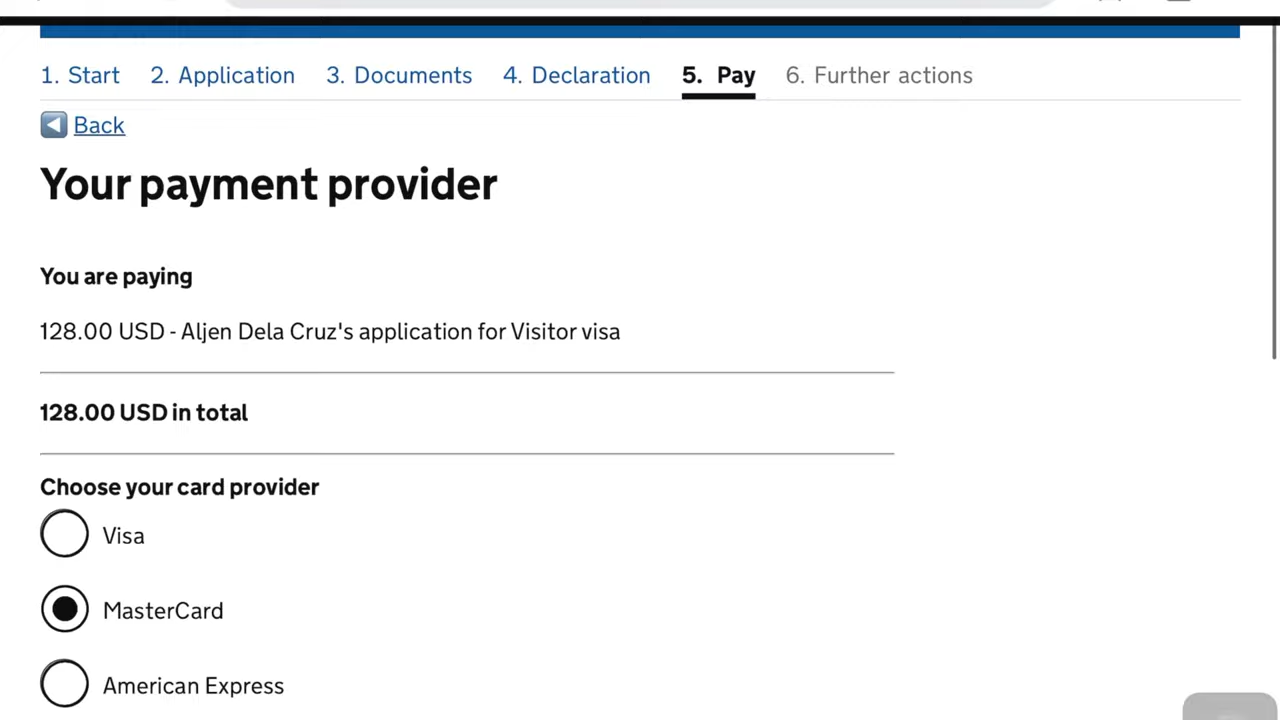 1. Start 2. Application 3. Documents 4. Declaration 5. Pay 6. Further actions
Back
Your payment provider
You are paying
128.00 USD - Aljen Dela Cruz's application for Visitor visa
128.00 USD in total
Choose your card provider
Visa
MasterCard
American Express